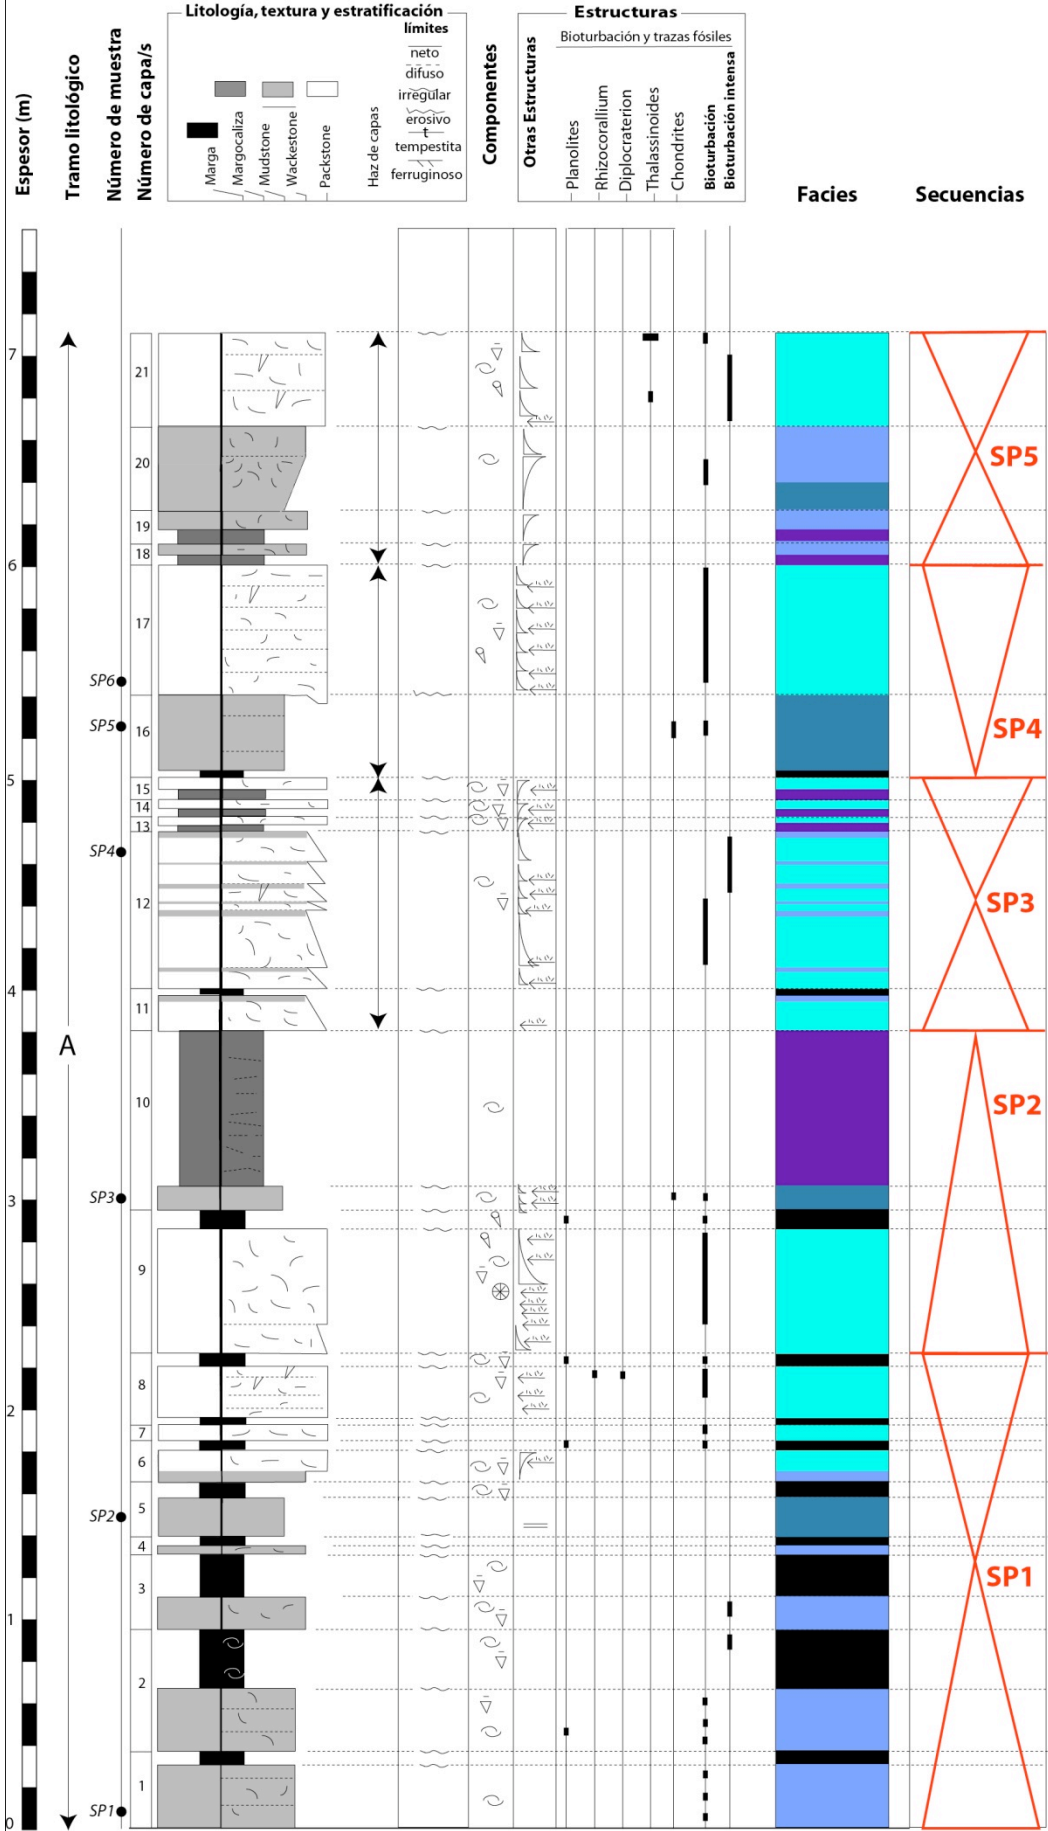 Litología, textura y estratificación
Estructuras
límites
neto
difuso
irregular
erosivo
t
tempestita
ferruginoso
Bioturbación y trazas fósiles
Espesor (m)
Tramo litológico
Número de muestra
Número de capa/s
Marga
Margocaliza
Mudstone
Wackestone
Packstone
Haz de capas
Componentes
Otras Estructuras
Planolites
Rhizocorallium
Diplocraterion
Thalassinoides
Chondrites
Bioturbación
Bioturbación intensa
Facies
Secuencias
7
21
20
SP5
19
18
6
17
SP6
SP5
16
SP4
5
15
14
13
SP4
12
SP3
4
11
A
10
SP2
SP3
3
9
8
2
7
6
5
SP2
4
3
SP1
1
2
1
SP1
0